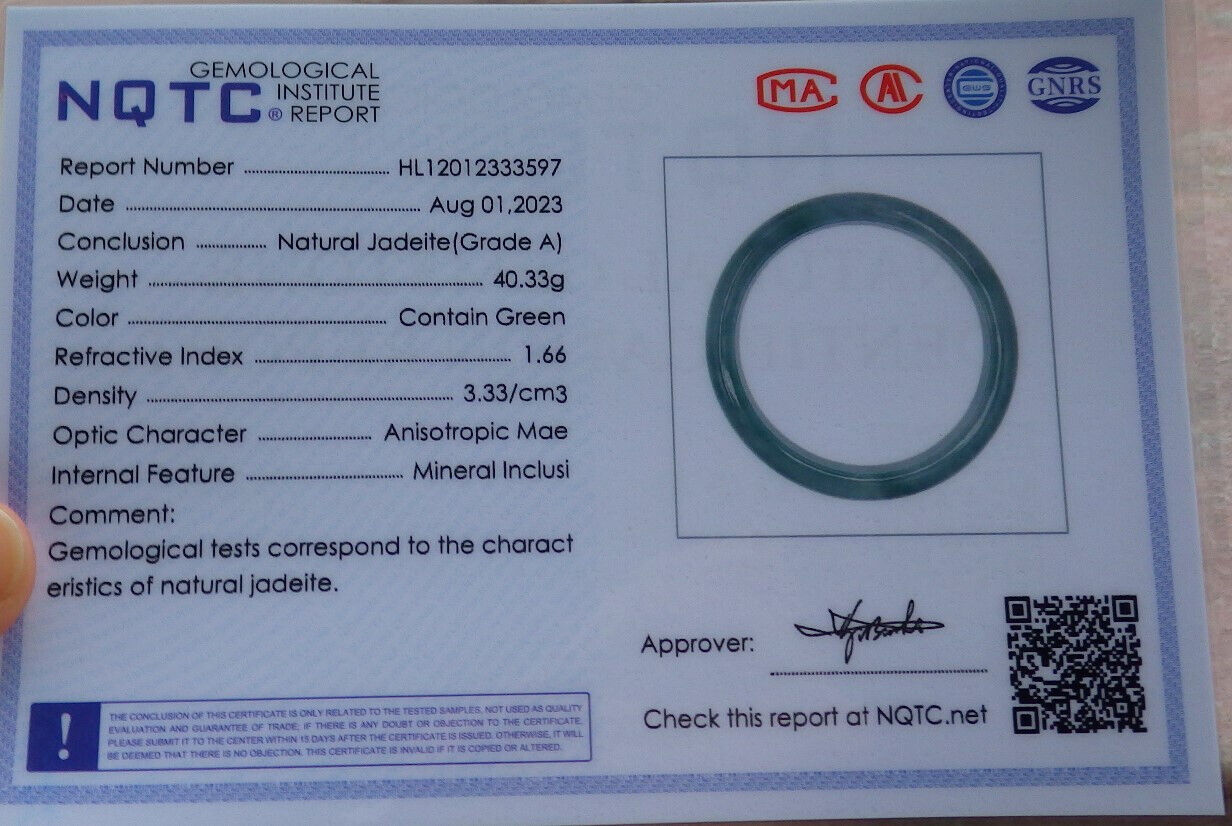 NQTC® GEMOLOGICAL INSTITUTE REPORT
MA
AL
GNRS
Report Number ........ HL12012333597
Date ........ Aug 01,2023
Conclusion ........ Natural Jadeite(Grade A)
Weight ........ 40.33g
Color ........ Contain Green
Refractive Index ........ 1.66
Density ........ 3.33/cm3
Optic Character ........ Anisotropic Mae
Internal Feature ........ Mineral Inclusi
Comment:
Gemological tests correspond to the charact
eristics of natural jadeite.
Approver:
Check this report at NQTC.net
!
THE CONCLUSION OF THIS CERTIFICATE IS ONLY RELATED TO THE TESTED SAMPLES, NOT USED AS QUALITY
EVALUATION AND GUARANTEE OF TRADE; IF THERE IS ANY DOUBT OR OBJECTION TO THE CERTIFICATE,
PLEASE SUBMIT IT TO THE CENTER WITHIN 15 DAYS AFTER THE CERTIFICATE IS ISSUED. OTHERWISE, IT WILL
BE DEEMED THAT THERE IS NO OBJECTION. THIS CERTIFICATE IS INVALID IF IT IS COPIED OR ALTERED.